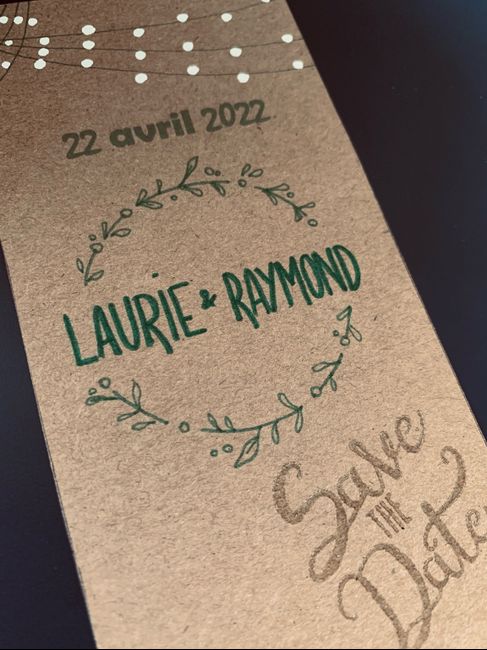 22 avril 2022
LAURIE & RAYMOND
Save
THE
Date